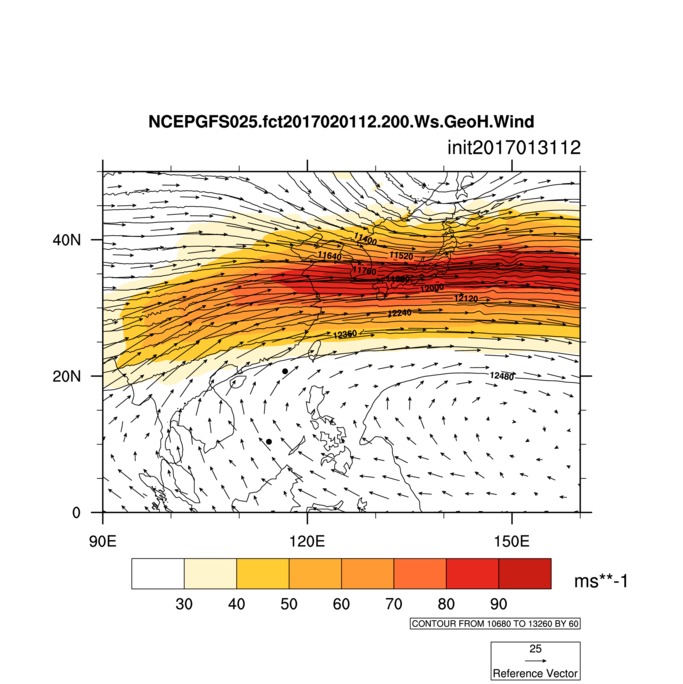 NCEPGFS025.fct2017020112.200.Ws.GeoH.Wind
init2017013112
40N
20N
0
11400
11640
11520
11760
12000
12120
12240
12360
12480
90E
120E
150E
30 40 50 60 70 80 90
ms**-1
CONTOUR FROM 10680 TO 13260 BY 60
25
Reference Vector